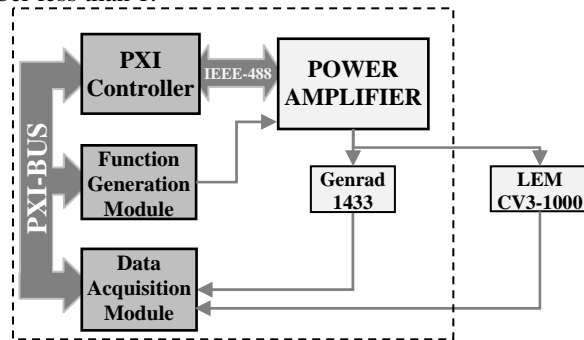 PXI
Controller
IEEE-488
POWER
AMPLIFIER
PXI-BUS
Function
Generation
Module
Genrad
1433
LEM
CV3-1000
Data
Acquisition
Module